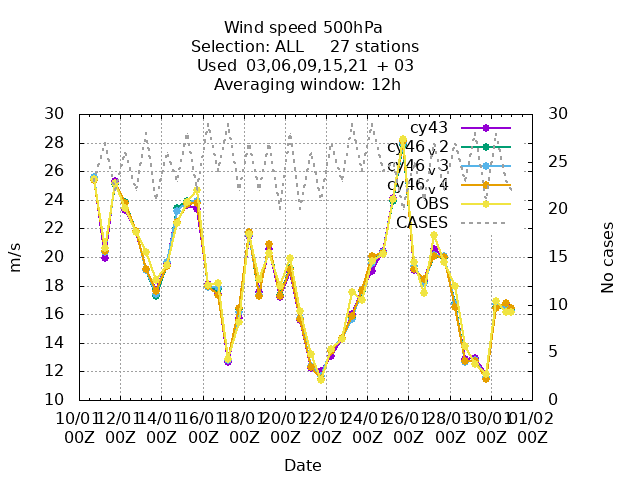 Wind speed 500hPa
Selection: ALL 27 stations
Used 03,06,09,15,21 + 03
Averaging window: 12h
30
28
26
24
22
20
18
16
14
12
10
m/s
30
25
20
15
10
5
0
No cases
cy43
cy46_v_2
cy46_v_3
cy46_v_4
OBS
CASES
10/01 12/01 14/01 16/01 18/01 20/01 22/01 24/01 26/01 28/01 30/01 01/02
00Z 00Z 00Z 00Z 00Z 00Z 00Z 00Z 00Z 00Z 00Z 00Z
Date